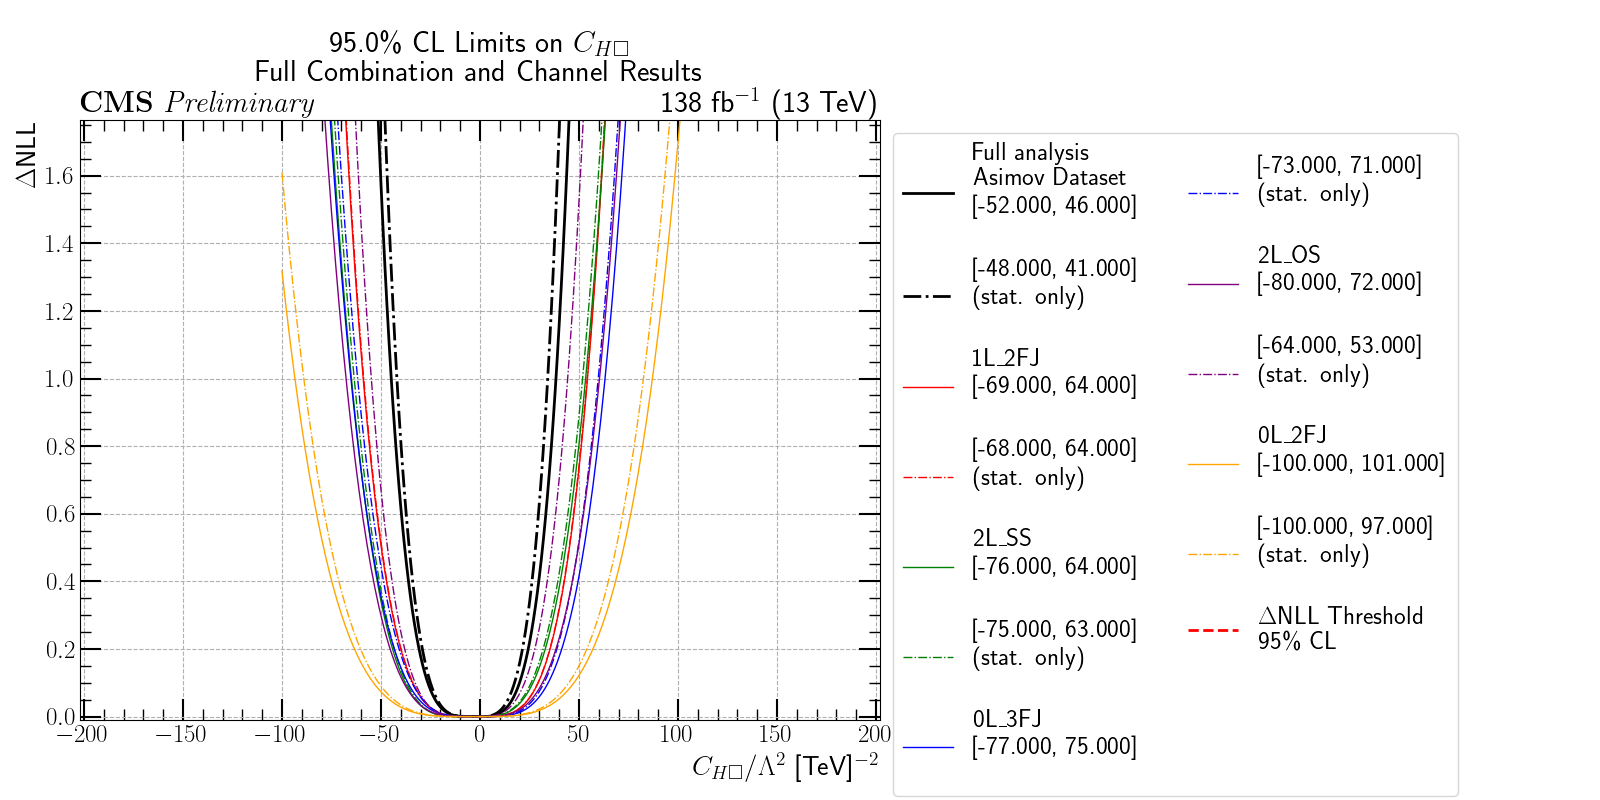 95.0% CL Limits on C_{H□}
Full Combination and Channel Results
CMS Preliminary 138 fb⁻¹ (13 TeV)
ΔNLL
1.6
1.4
1.2
1.0
0.8
0.6
0.4
0.2
0.0
−200 −150 −100 −50 0 50 100 150 200
C_{H□}/Λ² [TeV]⁻²
Full analysis
Asimov Dataset
[-52.000, 46.000]
[-48.000, 41.000]
(stat. only)
1L_2FJ
[-69.000, 64.000]
[-68.000, 64.000]
(stat. only)
2L_SS
[-76.000, 64.000]
[-75.000, 63.000]
(stat. only)
0L_3FJ
[-77.000, 75.000]
[-73.000, 71.000]
(stat. only)
2L_OS
[-80.000, 72.000]
[-64.000, 53.000]
(stat. only)
0L_2FJ
[-100.000, 101.000]
[-100.000, 97.000]
(stat. only)
ΔNLL Threshold
95% CL